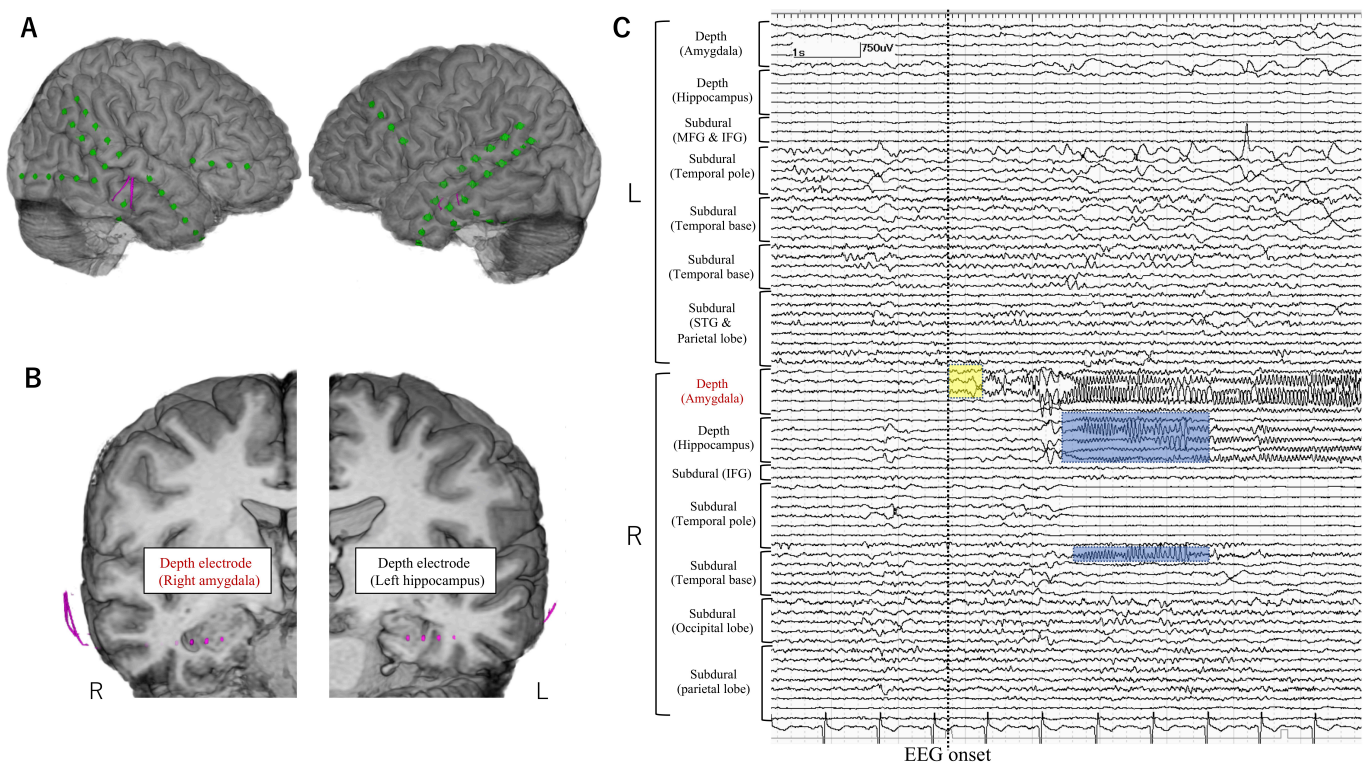 A
B
Depth electrode
(Right amygdala)
Depth electrode
(Left hippocampus)
R
L
C
1s
750uV
L
Depth
(Amygdala)
Depth
(Hippocampus)
Subdural
(MFG & IFG)
Subdural
(Temporal pole)
Subdural
(Temporal base)
Subdural
(Temporal base)
Subdural
(STG &
Parietal lobe)
R
Depth
(Amygdala)
Depth
(Hippocampus)
Subdural (IFG)
Subdural
(Temporal pole)
Subdural
(Temporal base)
Subdural
(Occipital lobe)
Subdural
(parietal lobe)
EEG onset